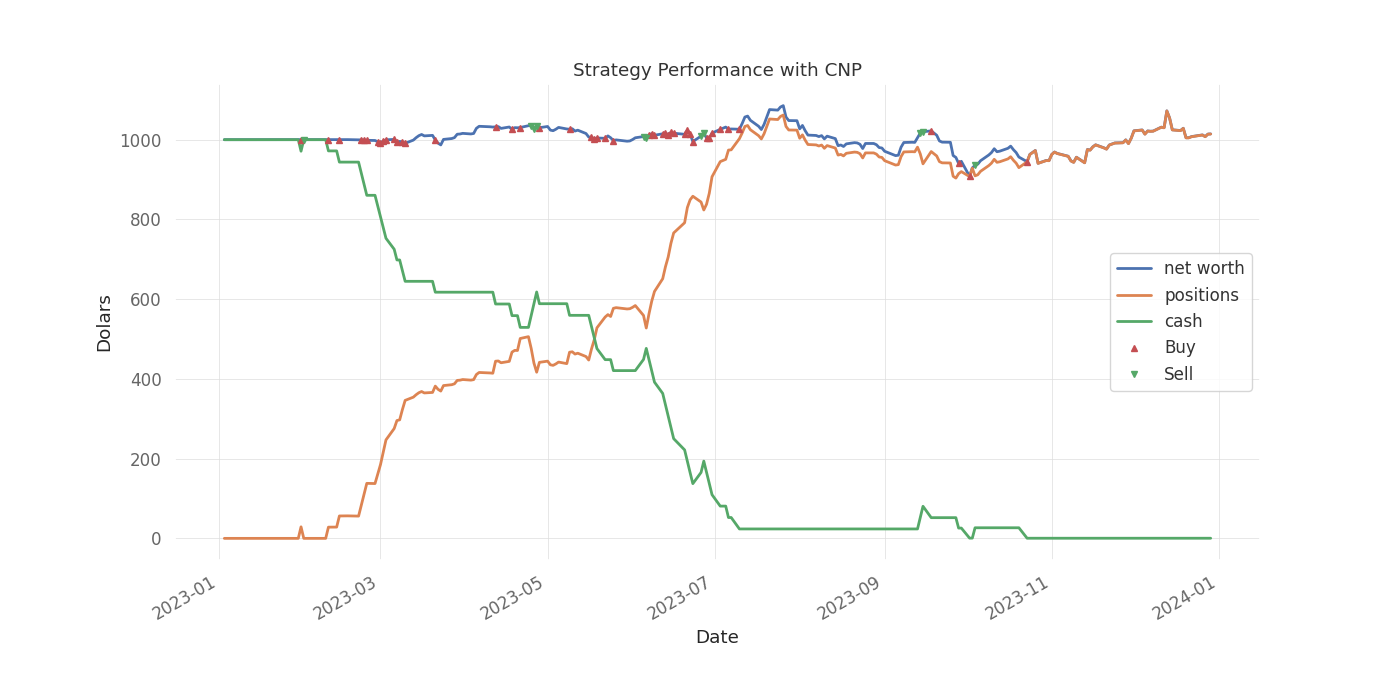 Strategy Performance with CNP
Dolars
1000
800
600
400
200
0
net worth
positions
cash
Buy
Sell
2023-01
2023-03
2023-05
2023-07
2023-09
2023-11
2024-01
Date